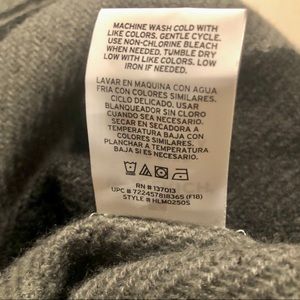 MACHINE WASH COLD WITH
LIKE COLORS. GENTLE CYCLE.
USE NON-CHLORINE BLEACH
WHEN NEEDED. TUMBLE DRY
LOW WITH LIKE COLORS. LOW
IRON IF NEEDED.
LAVAR EN MAQUINA CON AGUA
FRIA CON COLORES SIMILARES.
CICLO DELICADO. USAR
BLANQUEADOR SIN CLORO
CUANDO SEA NECESARIO.
SECAR EN SECADORA A
TEMPERATURA BAJA CON
COLORES SIMILARES.
PLANCHAR A TEMPERATURA
BAJA SI ES NECESARIO.
RN # 137013
UPC # 722457818365 (F18)
STYLE # HLM0250S